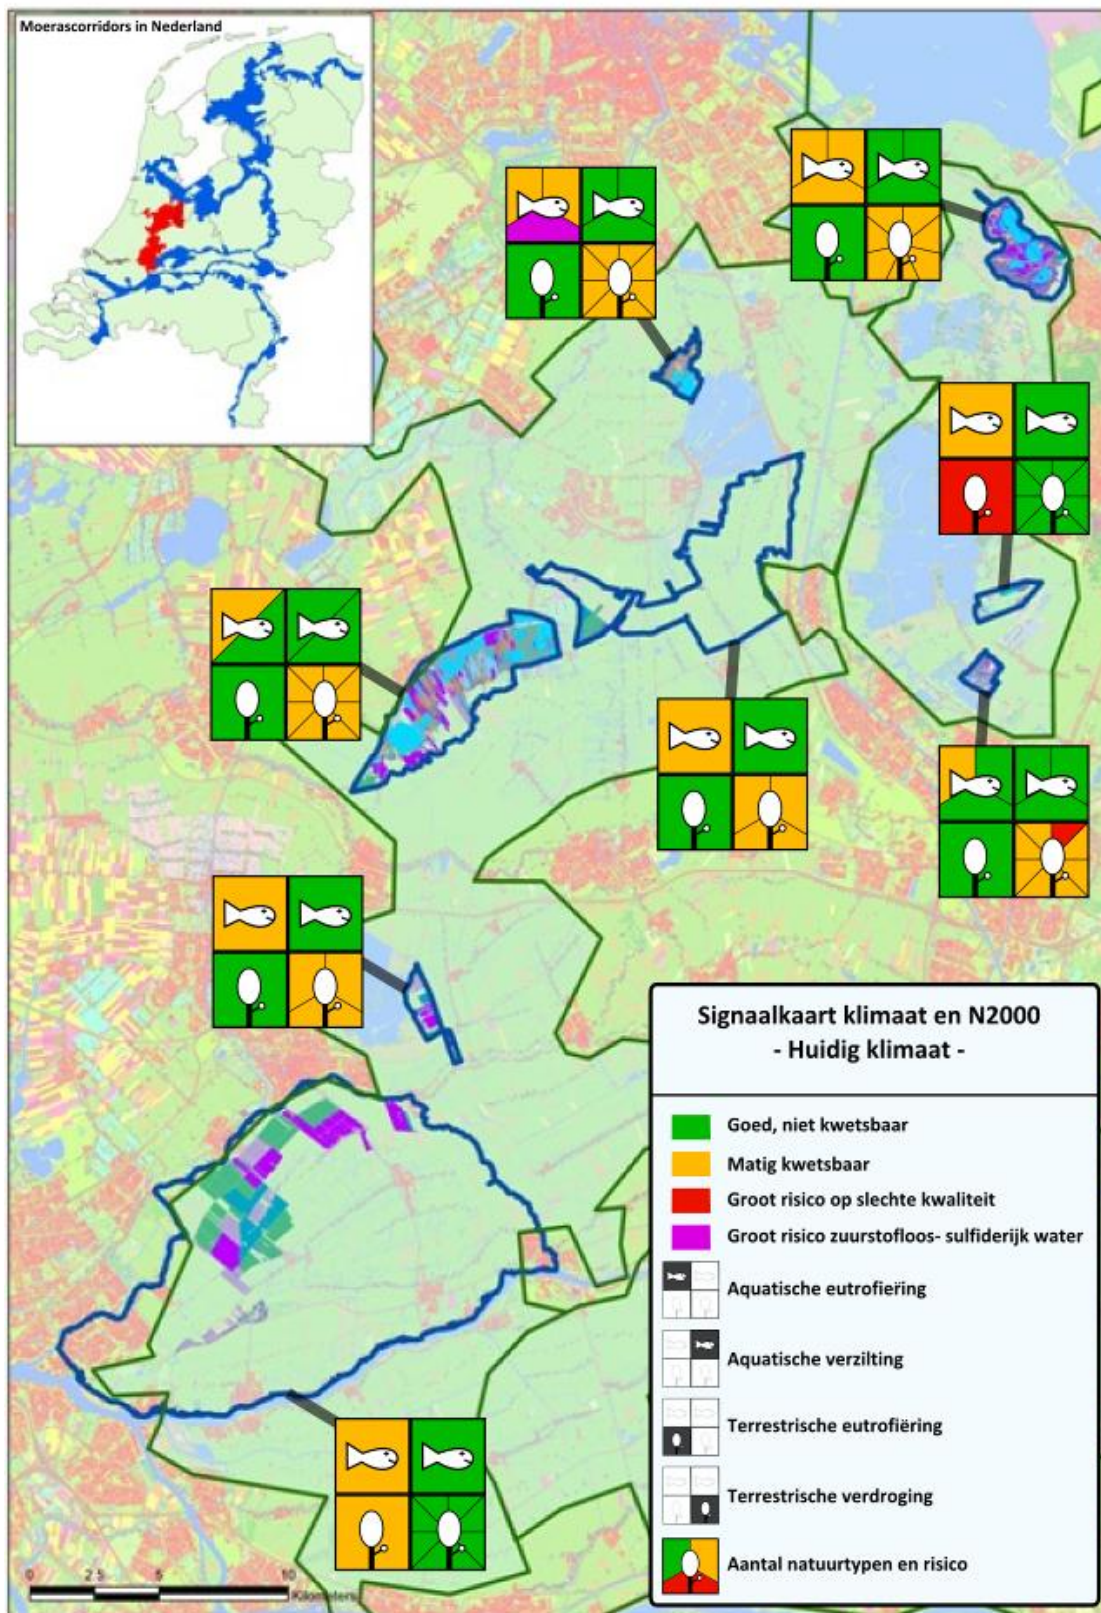 Moerascorridors in Nederland
Signaalkaart klimaat en N2000
- Huidig klimaat -
Goed, niet kwetsbaar
Matig kwetsbaar
Groot risico op slechte kwaliteit
Groot risico zuurstofloos- sulfiderijk water
Aquatische eutrofiëring
Aquatische verzilting
Terrestrische eutrofiëring
Terrestrische verdroging
Aantal natuurtypen en risico
0 2.5 5 10
Kilometers